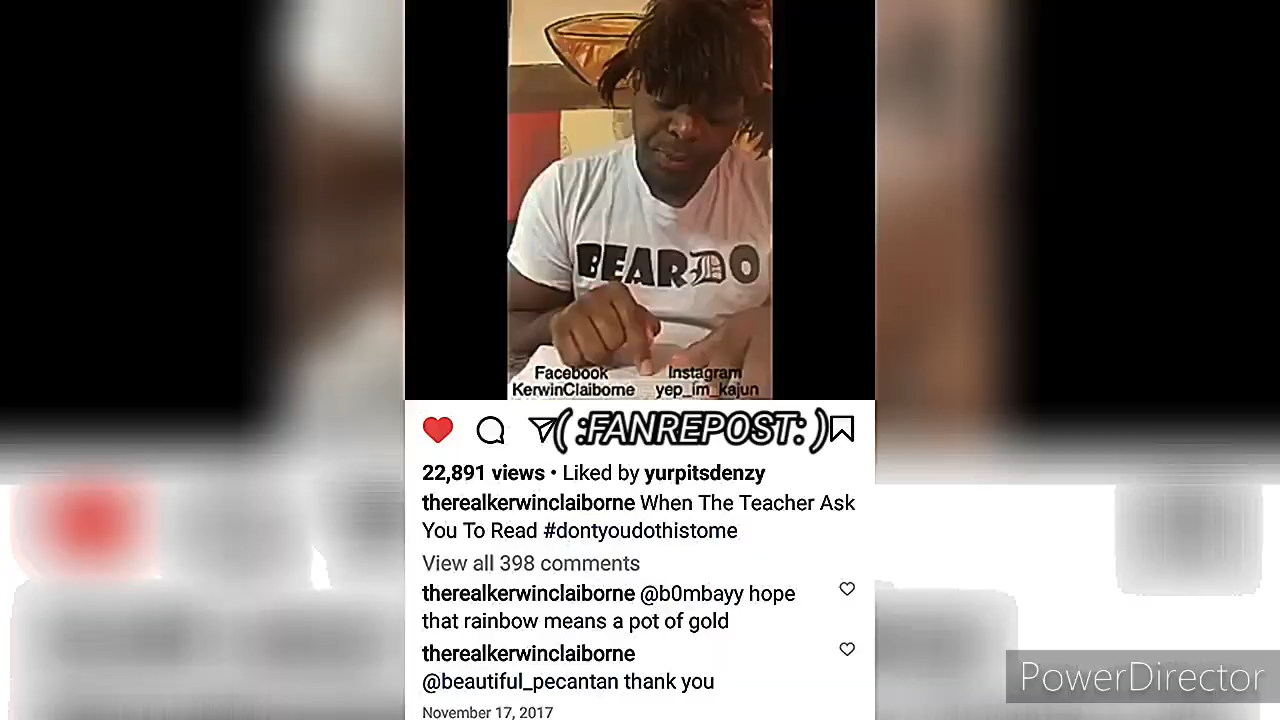 BEARDO
Facebook Instagram
KerwinClaiborne yep_im_kajun
( :FANREPOST: )
22,891 views • Liked by yurpitsdenzy
therealkerwinclaiborne When The Teacher Ask
You To Read #dontyoudothistome
View all 398 comments
therealkerwinclaiborne @b0mbayy hope
that rainbow means a pot of gold
therealkerwinclaiborne
@beautiful_pecantan thank you
November 17, 2017
PowerDirector